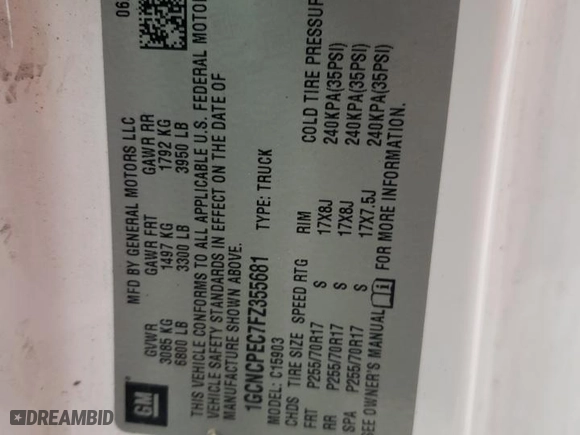 GM
06
MFD BY GENERAL MOTORS LLC
GVWR GAWR FRT GAWR RR
3085 KG 1497 KG 1792 KG
6800 LB 3300 LB 3950 LB
THIS VEHICLE CONFORMS TO ALL APPLICABLE U.S. FEDERAL MOTOR
VEHICLE SAFETY STANDARDS IN EFFECT ON THE DATE OF
MANUFACTURE SHOWN ABOVE.
1GCNCPEC7FZ355681 TYPE: TRUCK
MODEL: C15903
CHDS TIRE SIZE SPEED RTG RIM COLD TIRE PRESSUR
FRT P255/70R17 S 17X8J 240KPA(35PSI)
RR P255/70R17 S 17X8J 240KPA(35PSI)
SPA P255/70R17 S 17X7.5J 240KPA(35PSI)
SEE OWNER'S MANUAL i FOR MORE INFORMATION.
DREAMBID